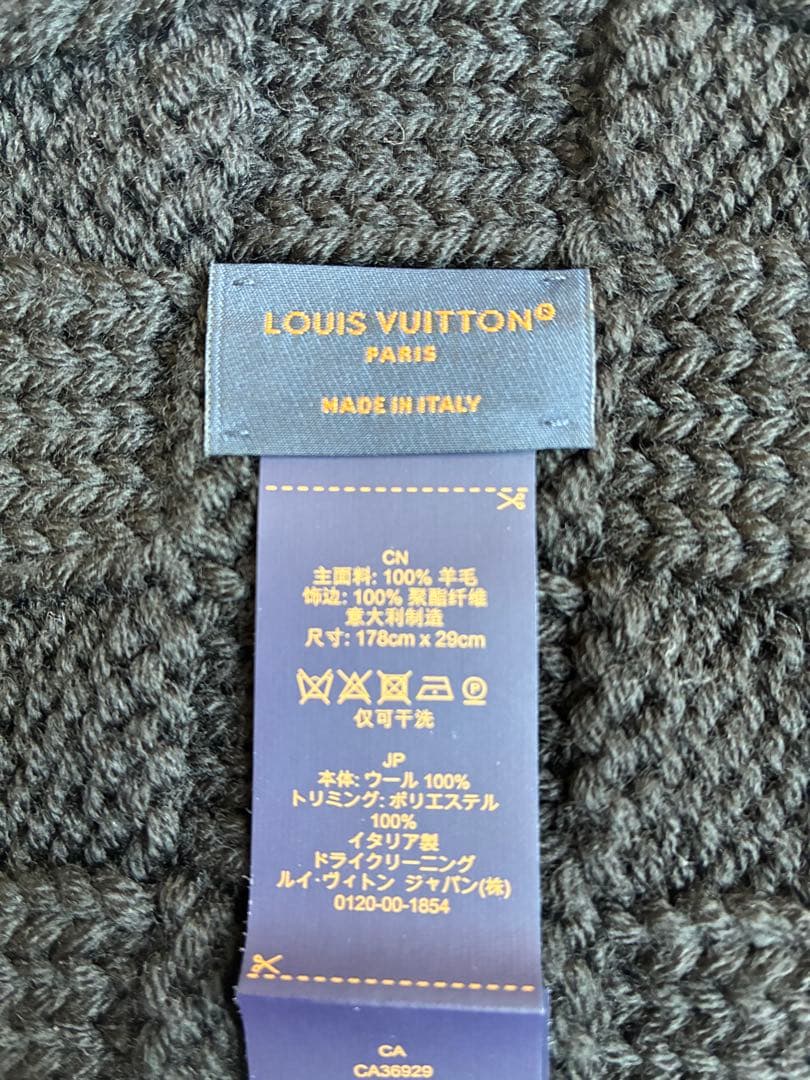 LOUIS VUITTON®
PARIS
MADE IN ITALY
CN
主面料: 100% 羊毛
饰边: 100% 聚酯纤维
意大利制造
尺寸: 178cm x 29cm
P
仅可干洗
JP
本体: ウール 100%
トリミング: ポリエステル
100%
イタリア製
ドライクリーニング
ルイ·ヴィトン ジャパン(株)
0120-00-1854
CA
CA36929